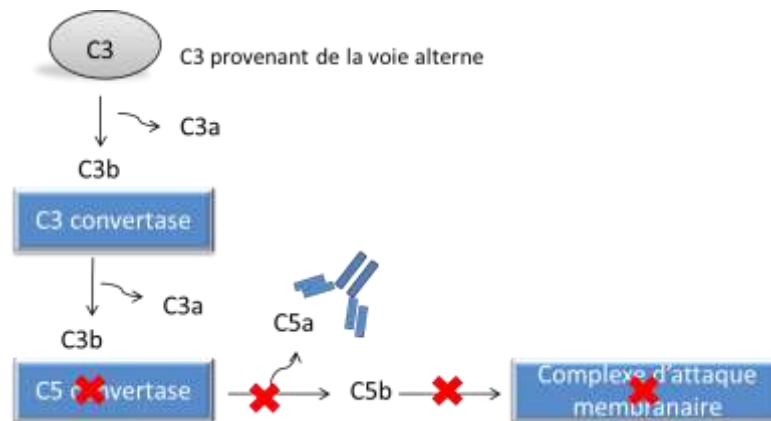 C3
C3 provenant de la voie alterne
C3a
C3b
C3 convertase
C3a
C3b
C5a
C5 convertase
C5b
Complexe d'attaque
membranaire